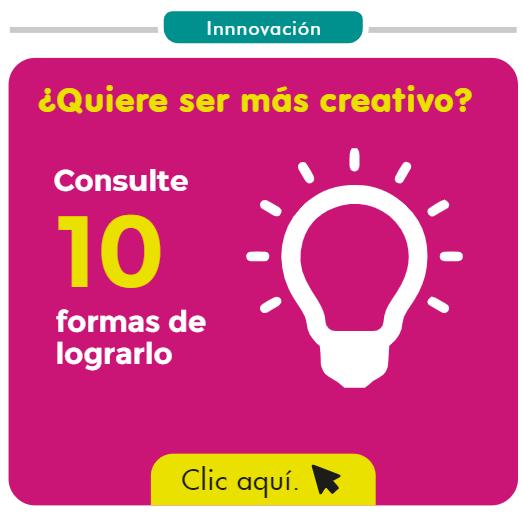 Innnovación
¿Quiere ser más creativo?
Consulte
10
formas de
lograrlo
Clic aquí.